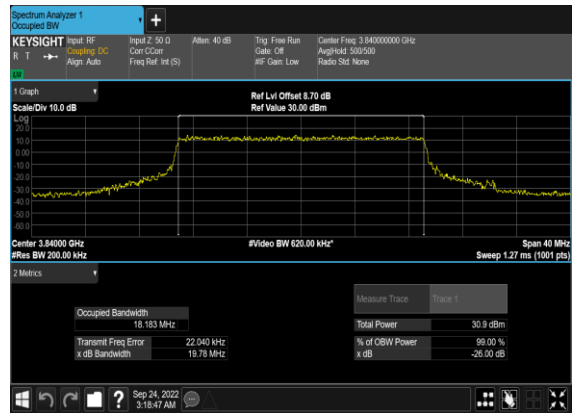 Spectrum Analyzer 1
Occupied BW
KEYSIGHT
R T
LW
Input: RF
Coupling: DC
Align: Auto
Input Z: 50 Ω
Corr CCorr
Freq Ref: Int (S)
Atten: 40 dB
Trig: Free Run
Gate: Off
#IF Gain: Low
Center Freq: 3.840000000 GHz
Avg|Hold: 500/500
Radio Std: None
1 Graph
Scale/Div 10.0 dB
Ref Lvl Offset 8.70 dB
Ref Value 30.00 dBm
Log
20.0
10.0
0.00
-10.0
-20.0
-30.0
-40.0
-50.0
-60.0
Center 3.84000 GHz
#Res BW 200.00 kHz
#Video BW 620.00 kHz*
Span 40 MHz
Sweep 1.27 ms (1001 pts)
2 Metrics
Measure Trace Trace 1
Occupied Bandwidth
18.183 MHz
Total Power 30.9 dBm
Transmit Freq Error 22.040 kHz
% of OBW Power 99.00 %
x dB Bandwidth 19.78 MHz
x dB -26.00 dB
?
Sep 24, 2022
3:18:47 AM